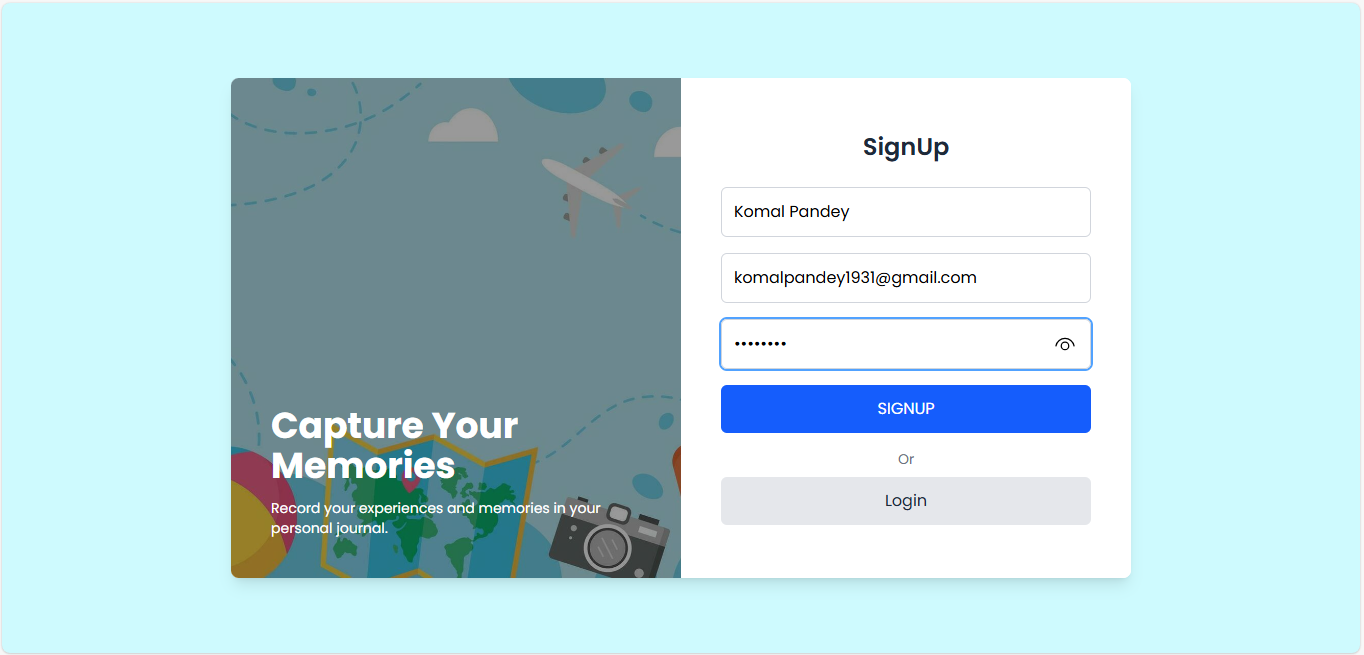 Capture Your
Memories
Record your experiences and memories in your
personal journal.
SignUp
Komal Pandey
komalpandey1931@gmail.com
••••••••
SIGNUP
Or
Login